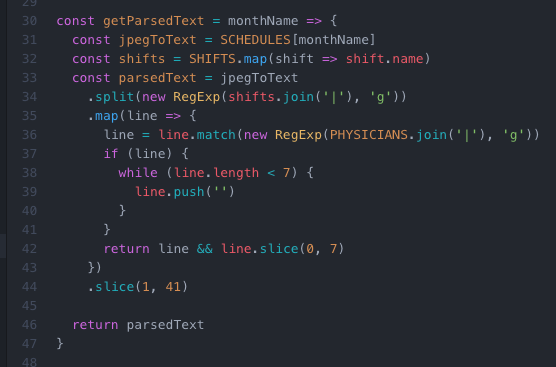 29
30 const getParsedText = monthName => {
31   const jpegToText = SCHEDULES[monthName]
32   const shifts = SHIFTS.map(shift => shift.name)
33   const parsedText = jpegToText
34     .split(new RegExp(shifts.join('|'), 'g'))
35     .map(line => {
36       line = line.match(new RegExp(PHYSICIANS.join('|'), 'g'))
37       if (line) {
38         while (line.length < 7) {
39           line.push('')
40         }
41       }
42       return line && line.slice(0, 7)
43     })
44     .slice(1, 41)
45
46   return parsedText
47 }
48